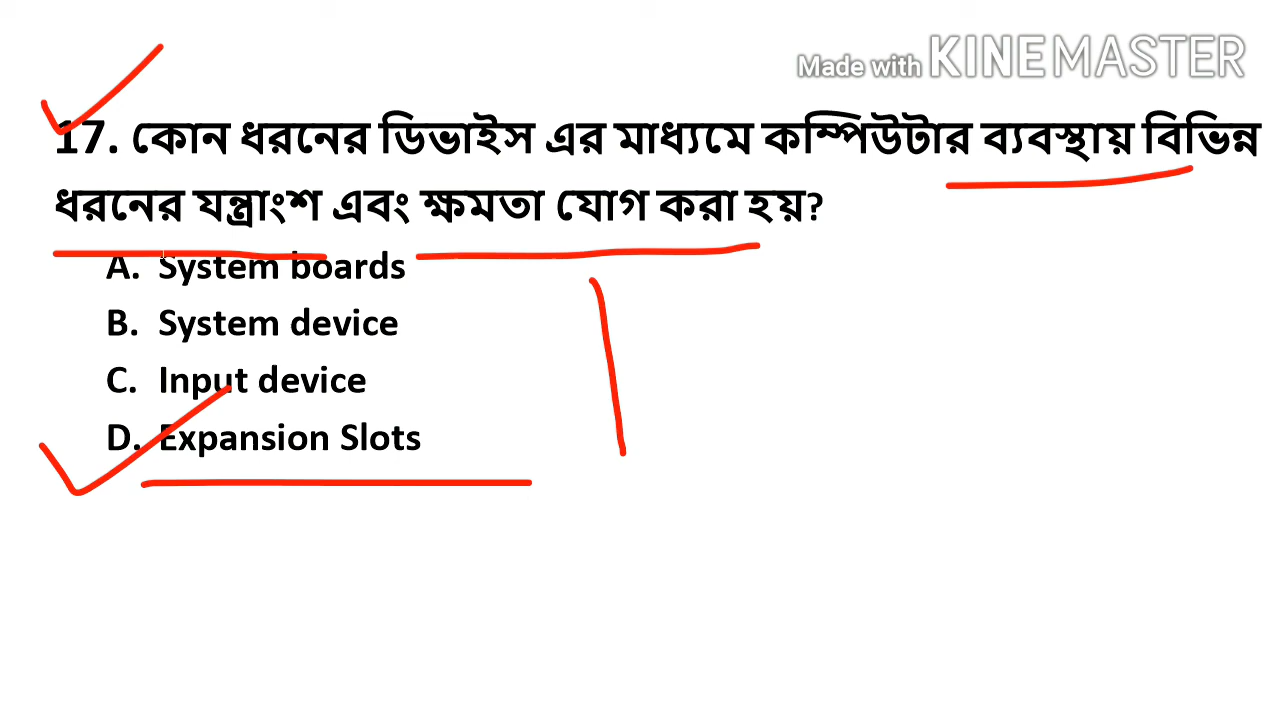 Made with KINEMASTER
17. কোন ধরনের ডিভাইস এর মাধ্যমে কম্পিউটার ব্যবস্থায় বিভিন্ন
ধরনের যন্ত্রাংশ এবং ক্ষমতা যোগ করা হয়?
A. System boards
B. System device
C. Input device
D. Expansion Slots